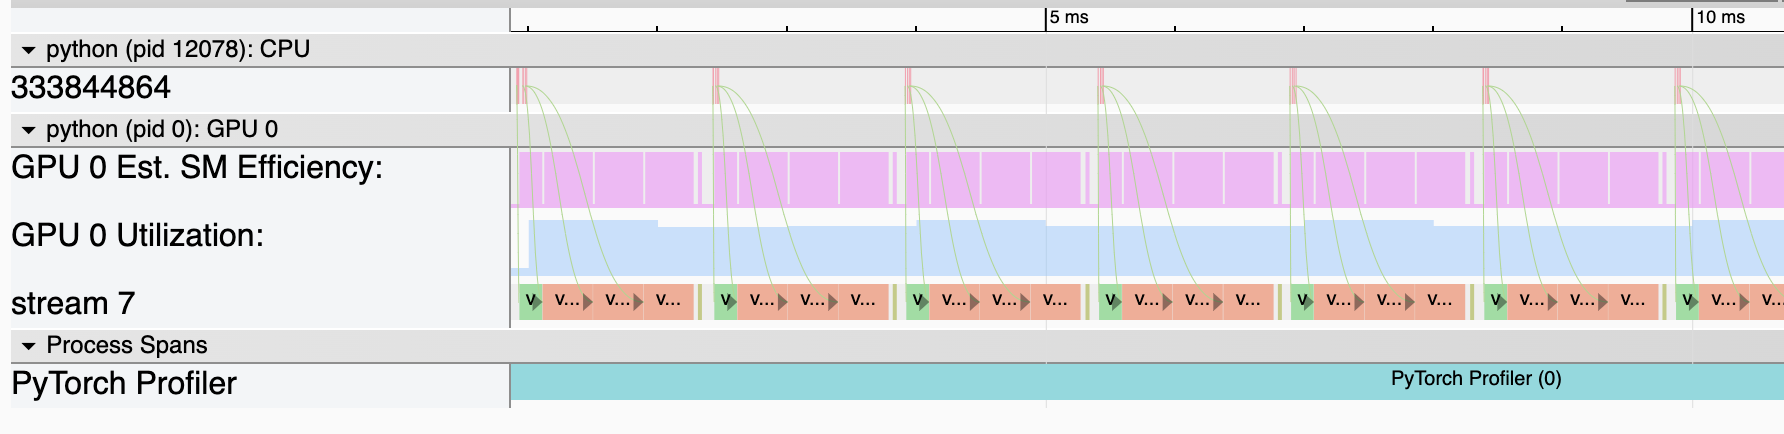 5 ms 10 ms
python (pid 12078): CPU
333844864
python (pid 0): GPU 0
GPU 0 Est. SM Efficiency:
GPU 0 Utilization:
stream 7 v v... v... v... v v... v... v... v v... v... v... v v... v... v... v v... v... v... v v... v... v... v v... v...
Process Spans
PyTorch Profiler PyTorch Profiler (0)